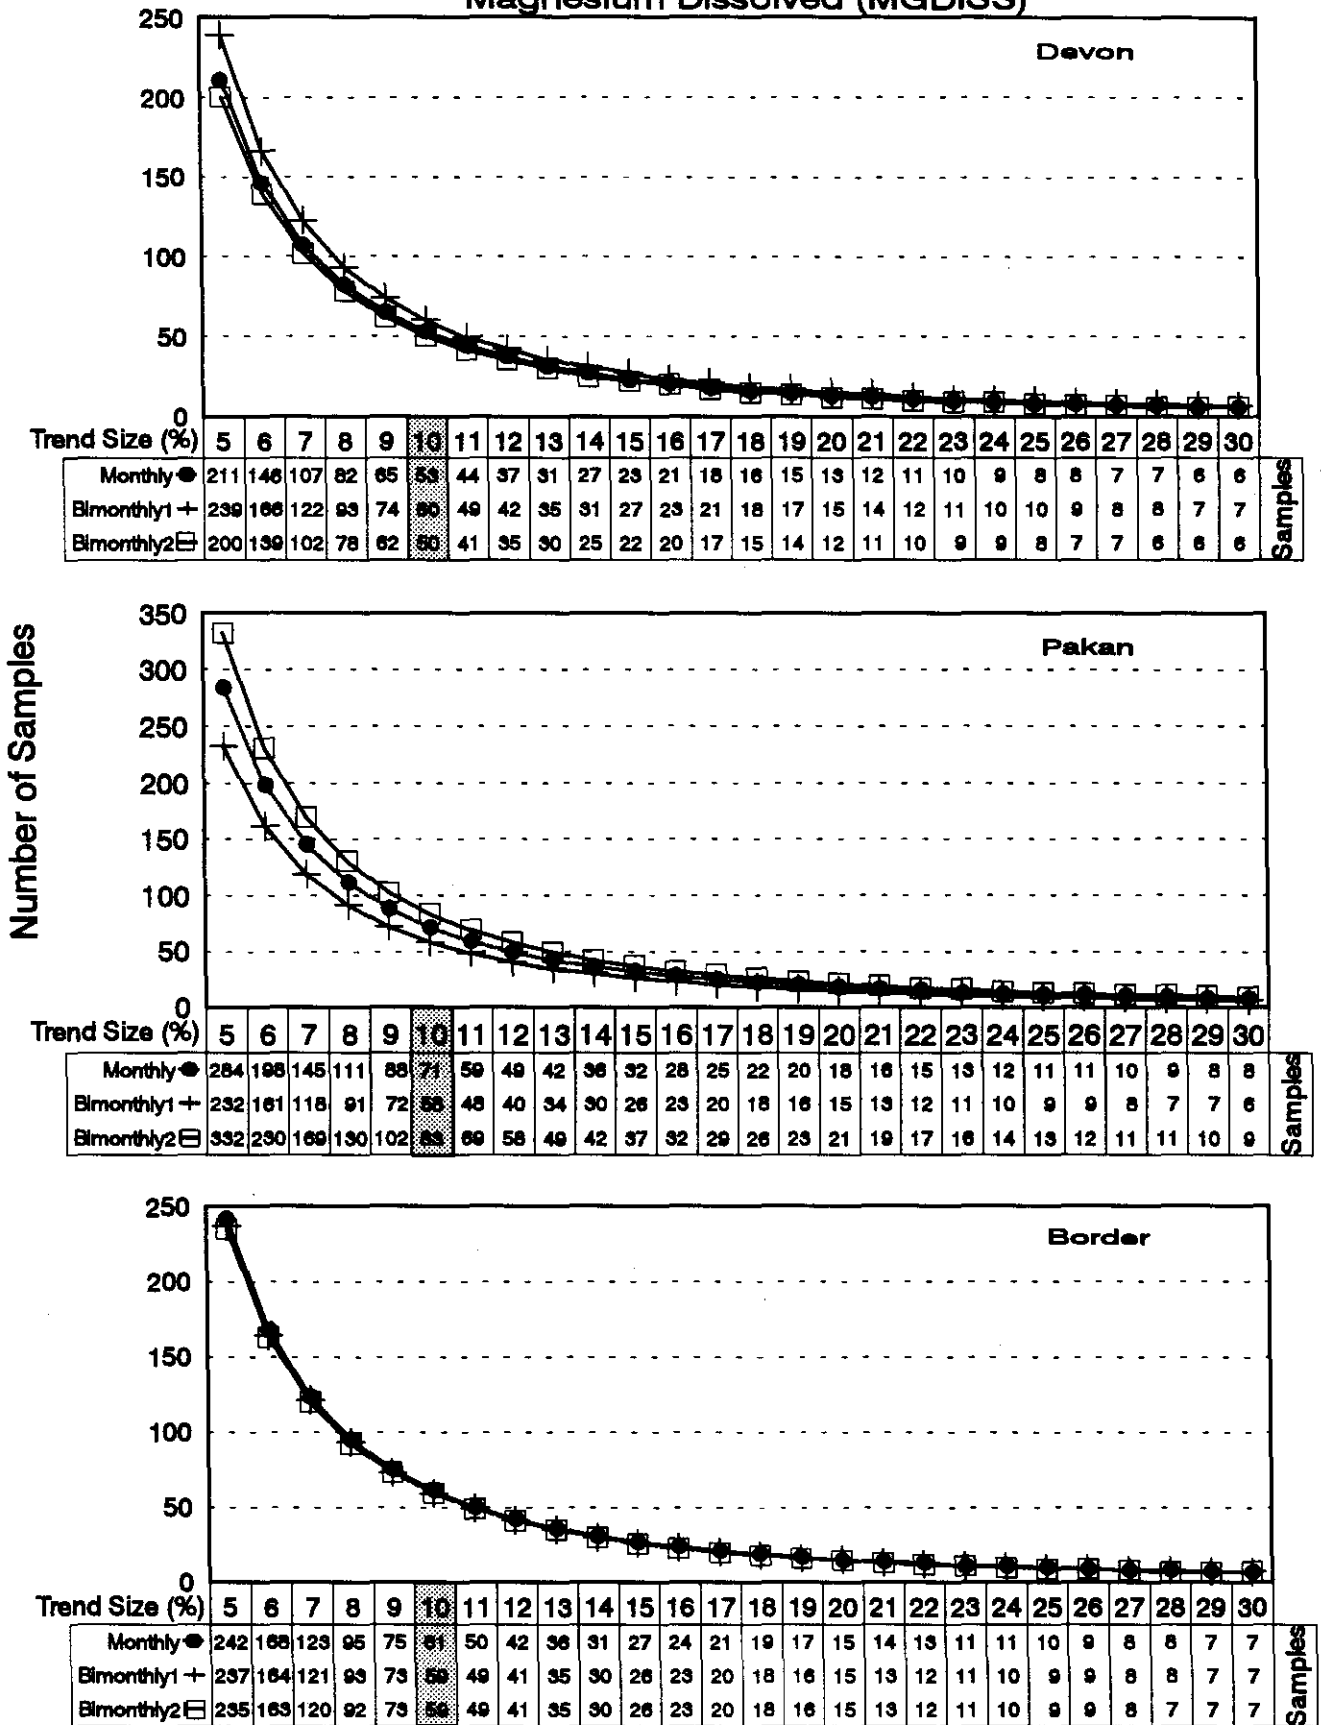 Magnesium Dissolved (MGDISS)
Devon
250
200
150
100
50
0
Trend Size (%) 5 6 7 8 9 10 11 12 13 14 15 16 17 18 19 20 21 22 23 24 25 26 27 28 29 30
Monthly 211 146 107 82 65 53 44 37 31 27 23 21 18 16 15 13 12 11 10 9 8 8 7 7 6 6
Bimonthly1 239 166 122 93 74 60 49 42 35 31 27 23 21 18 17 15 14 12 11 10 10 9 8 8 7 7
Bimonthly2 200 139 102 78 62 50 41 35 30 25 22 20 17 15 14 12 11 10 9 9 8 7 7 6 6 6
Samples
Number of Samples
Pakan
350
300
250
200
150
100
50
0
Trend Size (%) 5 6 7 8 9 10 11 12 13 14 15 16 17 18 19 20 21 22 23 24 25 26 27 28 29 30
Monthly 284 198 145 111 88 71 59 49 42 36 32 28 25 22 20 18 16 15 13 12 11 11 10 9 8 8
Bimonthly1 232 161 118 91 72 58 48 40 34 30 26 23 20 18 16 15 13 12 11 10 9 9 8 7 7 6
Bimonthly2 332 230 169 130 102 83 69 58 49 42 37 32 29 26 23 21 19 17 16 14 13 12 11 11 10 9
Samples
Border
250
200
150
100
50
0
Trend Size (%) 5 6 7 8 9 10 11 12 13 14 15 16 17 18 19 20 21 22 23 24 25 26 27 28 29 30
Monthly 242 168 123 95 75 61 50 42 36 31 27 24 21 19 17 15 14 13 11 11 10 9 8 8 7 7
Bimonthly1 237 164 121 93 73 59 49 41 35 30 26 23 20 18 16 15 13 12 11 10 9 9 8 8 7 7
Bimonthly2 235 163 120 92 73 59 49 41 35 30 26 23 20 18 16 15 13 12 11 10 9 9 8 7 7 7
Samples